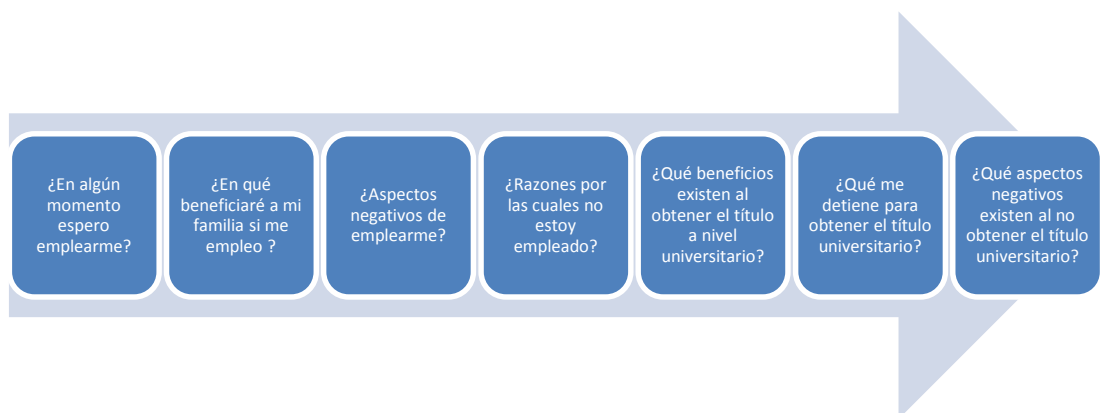 ¿En algún
momento
espero
emplearme?
¿En qué
beneficiaré a mi
familia si me
empleo ?
¿Aspectos
negativos de
emplearme?
¿Razones por
las cuales no
estoy
empleado?
¿Qué beneficios
existen al
obtener el título
a nivel
universitario?
¿Qué me
detiene para
obtener el título
universitario?
¿Qué aspectos
negativos
existen al no
obtener el título
universitario?